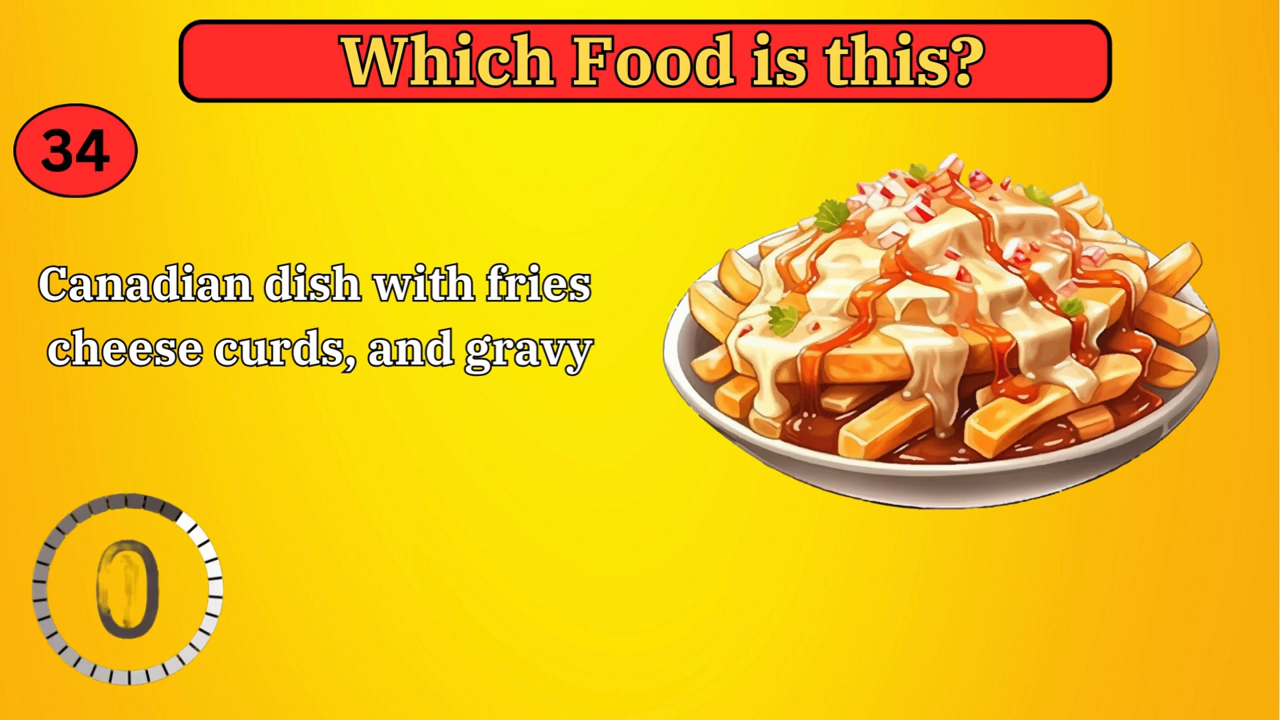 Which Food is this?
34
Canadian dish with fries
cheese curds, and gravy
0